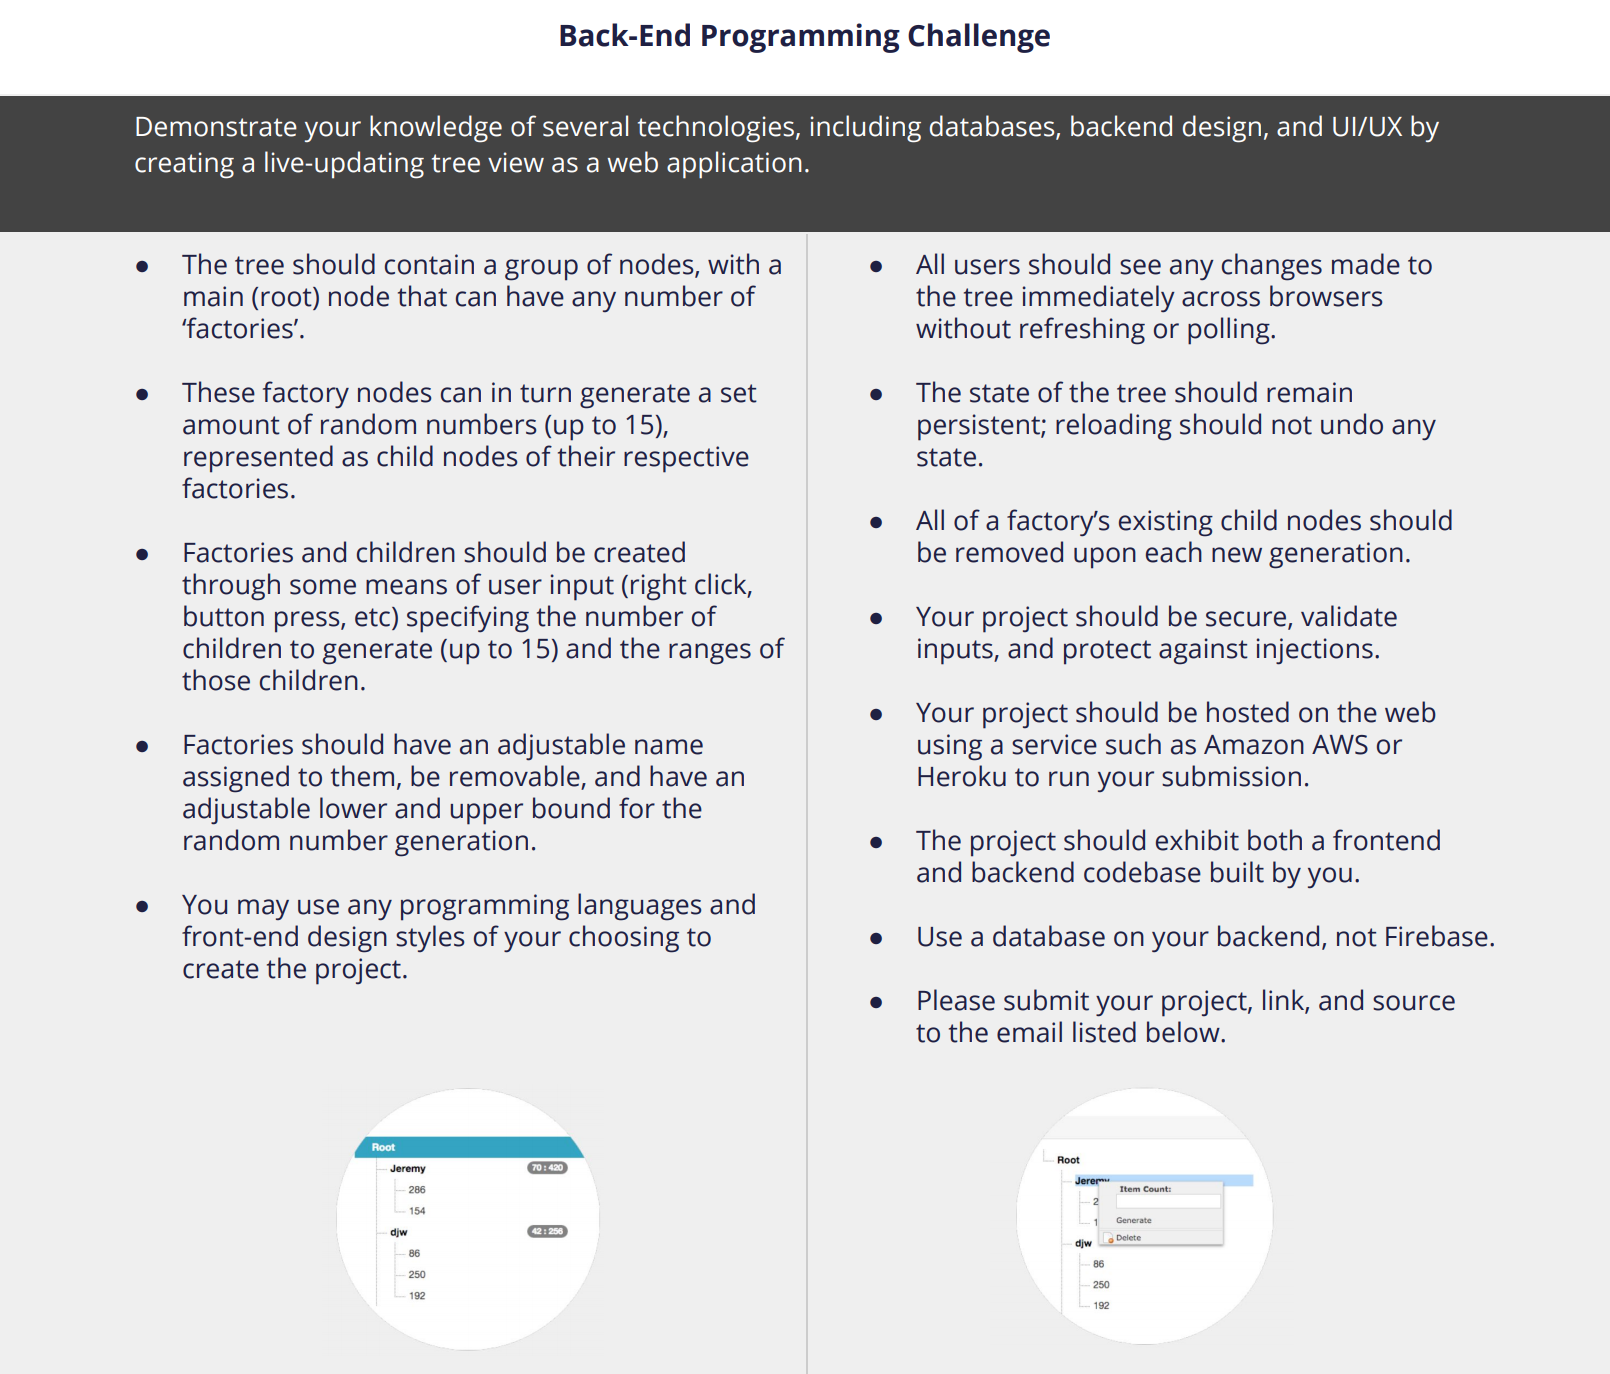 Back-End Programming Challenge
Demonstrate your knowledge of several technologies, including databases, backend design, and UI/UX by
creating a live-updating tree view as a web application.
● The tree should contain a group of nodes, with a
main (root) node that can have any number of
‘factories’.
● These factory nodes can in turn generate a set
amount of random numbers (up to 15),
represented as child nodes of their respective
factories.
● Factories and children should be created
through some means of user input (right click,
button press, etc) specifying the number of
children to generate (up to 15) and the ranges of
those children.
● Factories should have an adjustable name
assigned to them, be removable, and have an
adjustable lower and upper bound for the
random number generation.
● You may use any programming languages and
front-end design styles of your choosing to
create the project.
Root
Jeremy 70 : 420
286
154
djw 42 : 256
86
250
192
● All users should see any changes made to
the tree immediately across browsers
without refreshing or polling.
● The state of the tree should remain
persistent; reloading should not undo any
state.
● All of a factory’s existing child nodes should
be removed upon each new generation.
● Your project should be secure, validate
inputs, and protect against injections.
● Your project should be hosted on the web
using a service such as Amazon AWS or
Heroku to run your submission.
● The project should exhibit both a frontend
and backend codebase built by you.
● Use a database on your backend, not Firebase.
● Please submit your project, link, and source
to the email listed below.
Root
Jeremy
Item Count:
2
1
Generate
Delete
djw
86
250
192